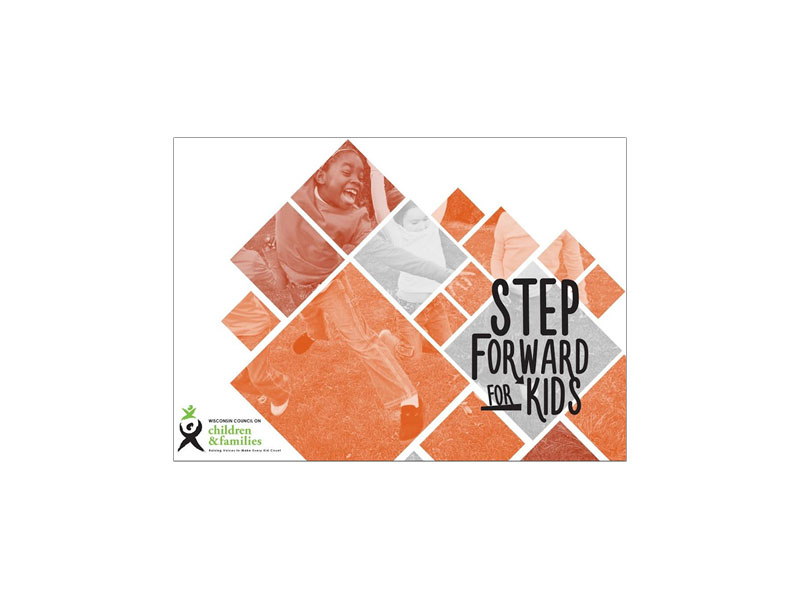 STEP
FORWARD
FOR KIDS
WISCONSIN COUNCIL ON
children
&families
Raising Voices to Make Every Kid Count